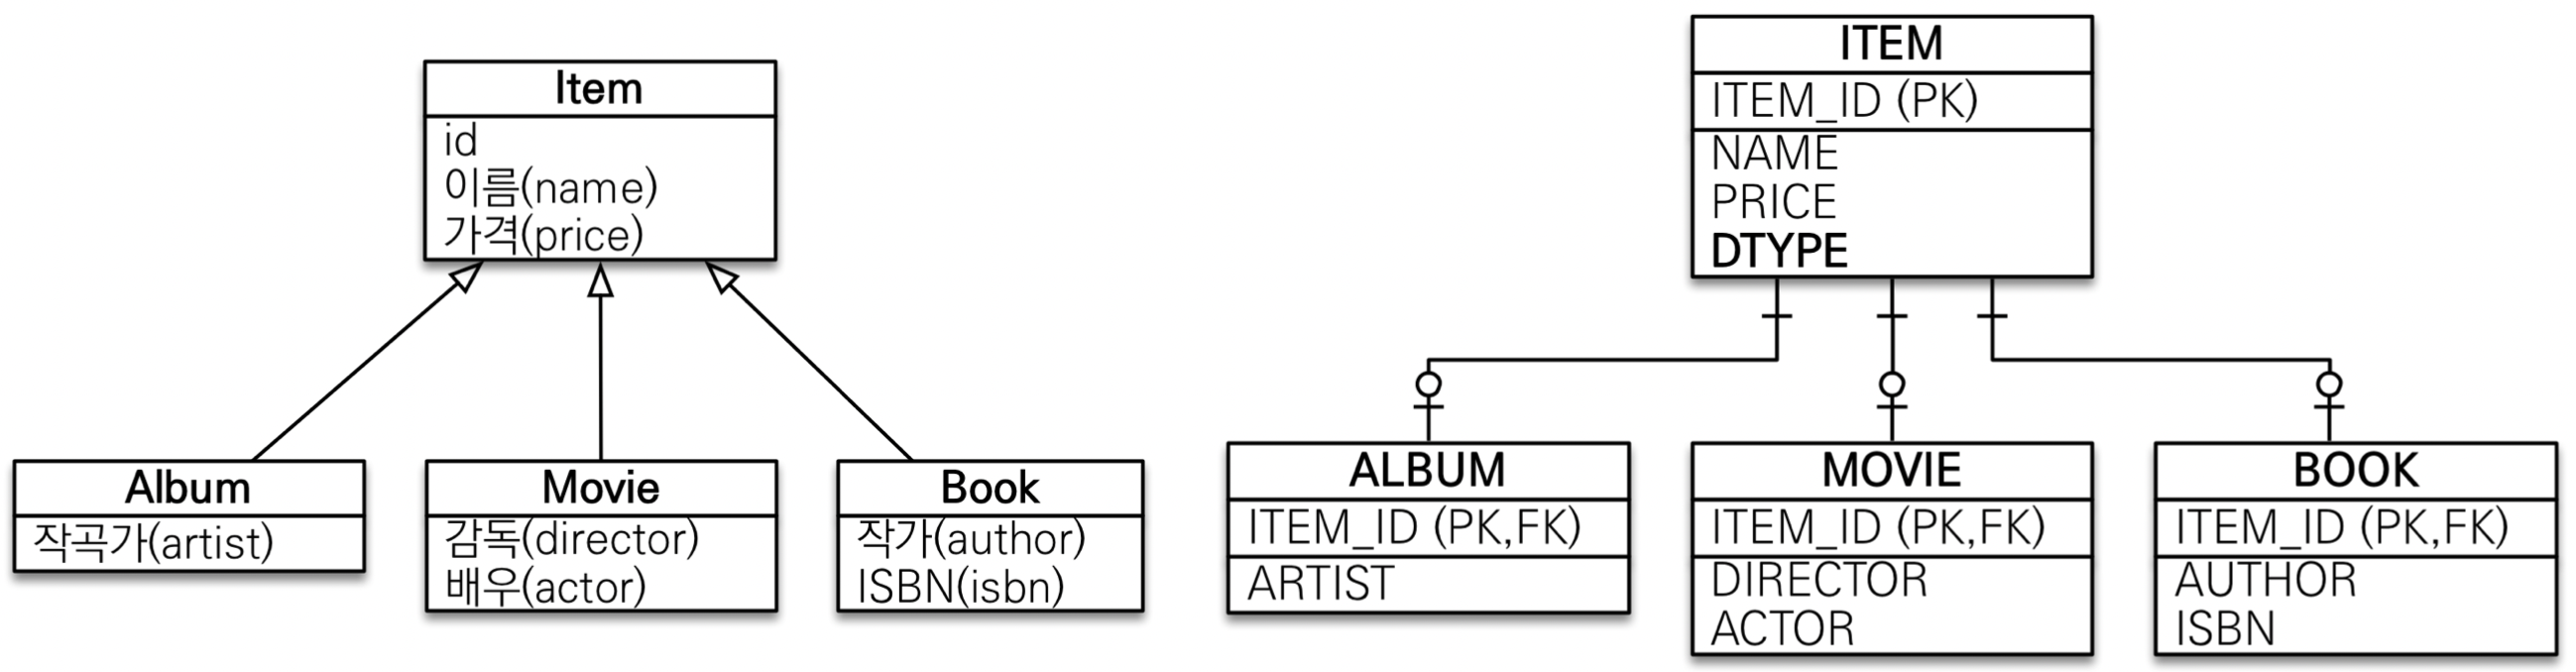 Item
id
이름(name)
가격(price)
Album
작곡가(artist)
Movie
감독(director)
배우(actor)
Book
작가(author)
ISBN(isbn)
ITEM
ITEM_ID (PK)
NAME
PRICE
DTYPE
ALBUM
ITEM_ID (PK,FK)
ARTIST
MOVIE
ITEM_ID (PK,FK)
DIRECTOR
ACTOR
BOOK
ITEM_ID (PK,FK)
AUTHOR
ISBN